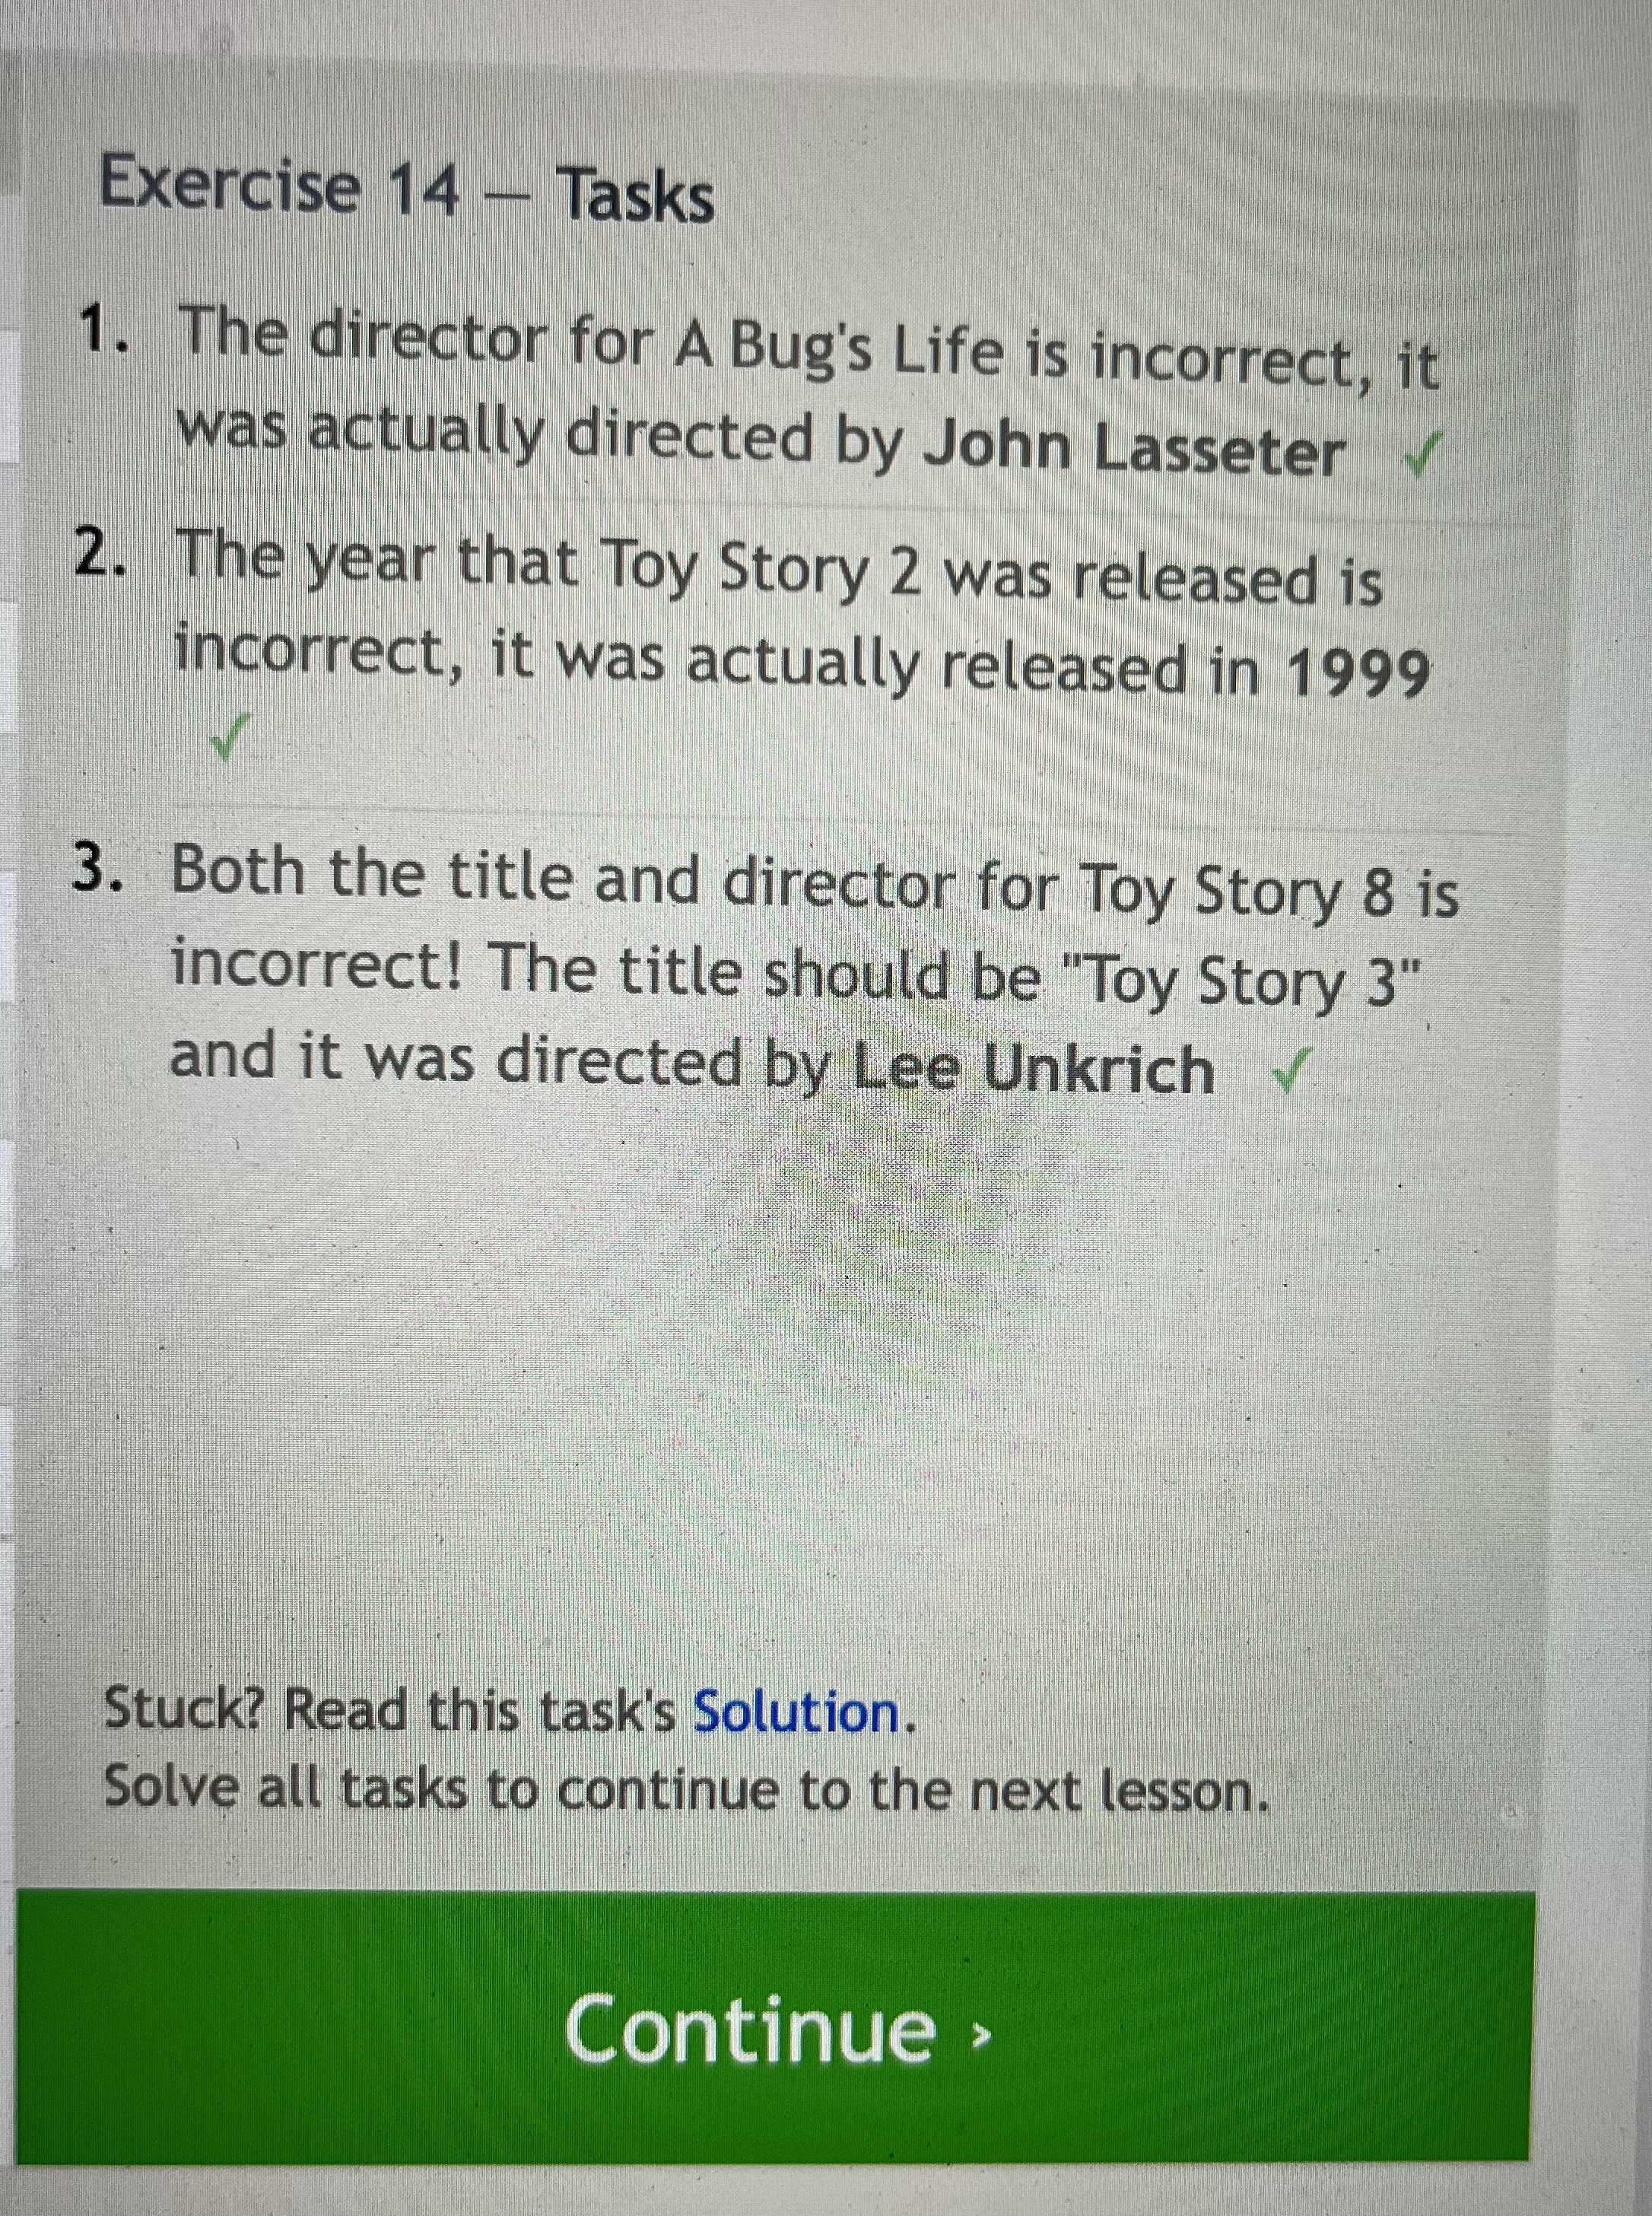 Exercise 14 — Tasks
1. The director for A Bug's Life is incorrect, it
was actually directed by John Lasseter ✓
2. The year that Toy Story 2 was released is
incorrect, it was actually released in 1999
✓
3. Both the title and director for Toy Story 8 is
incorrect! The title should be "Toy Story 3"
and it was directed by Lee Unkrich ✓
Stuck? Read this task's Solution.
Solve all tasks to continue to the next lesson.
Continue ›